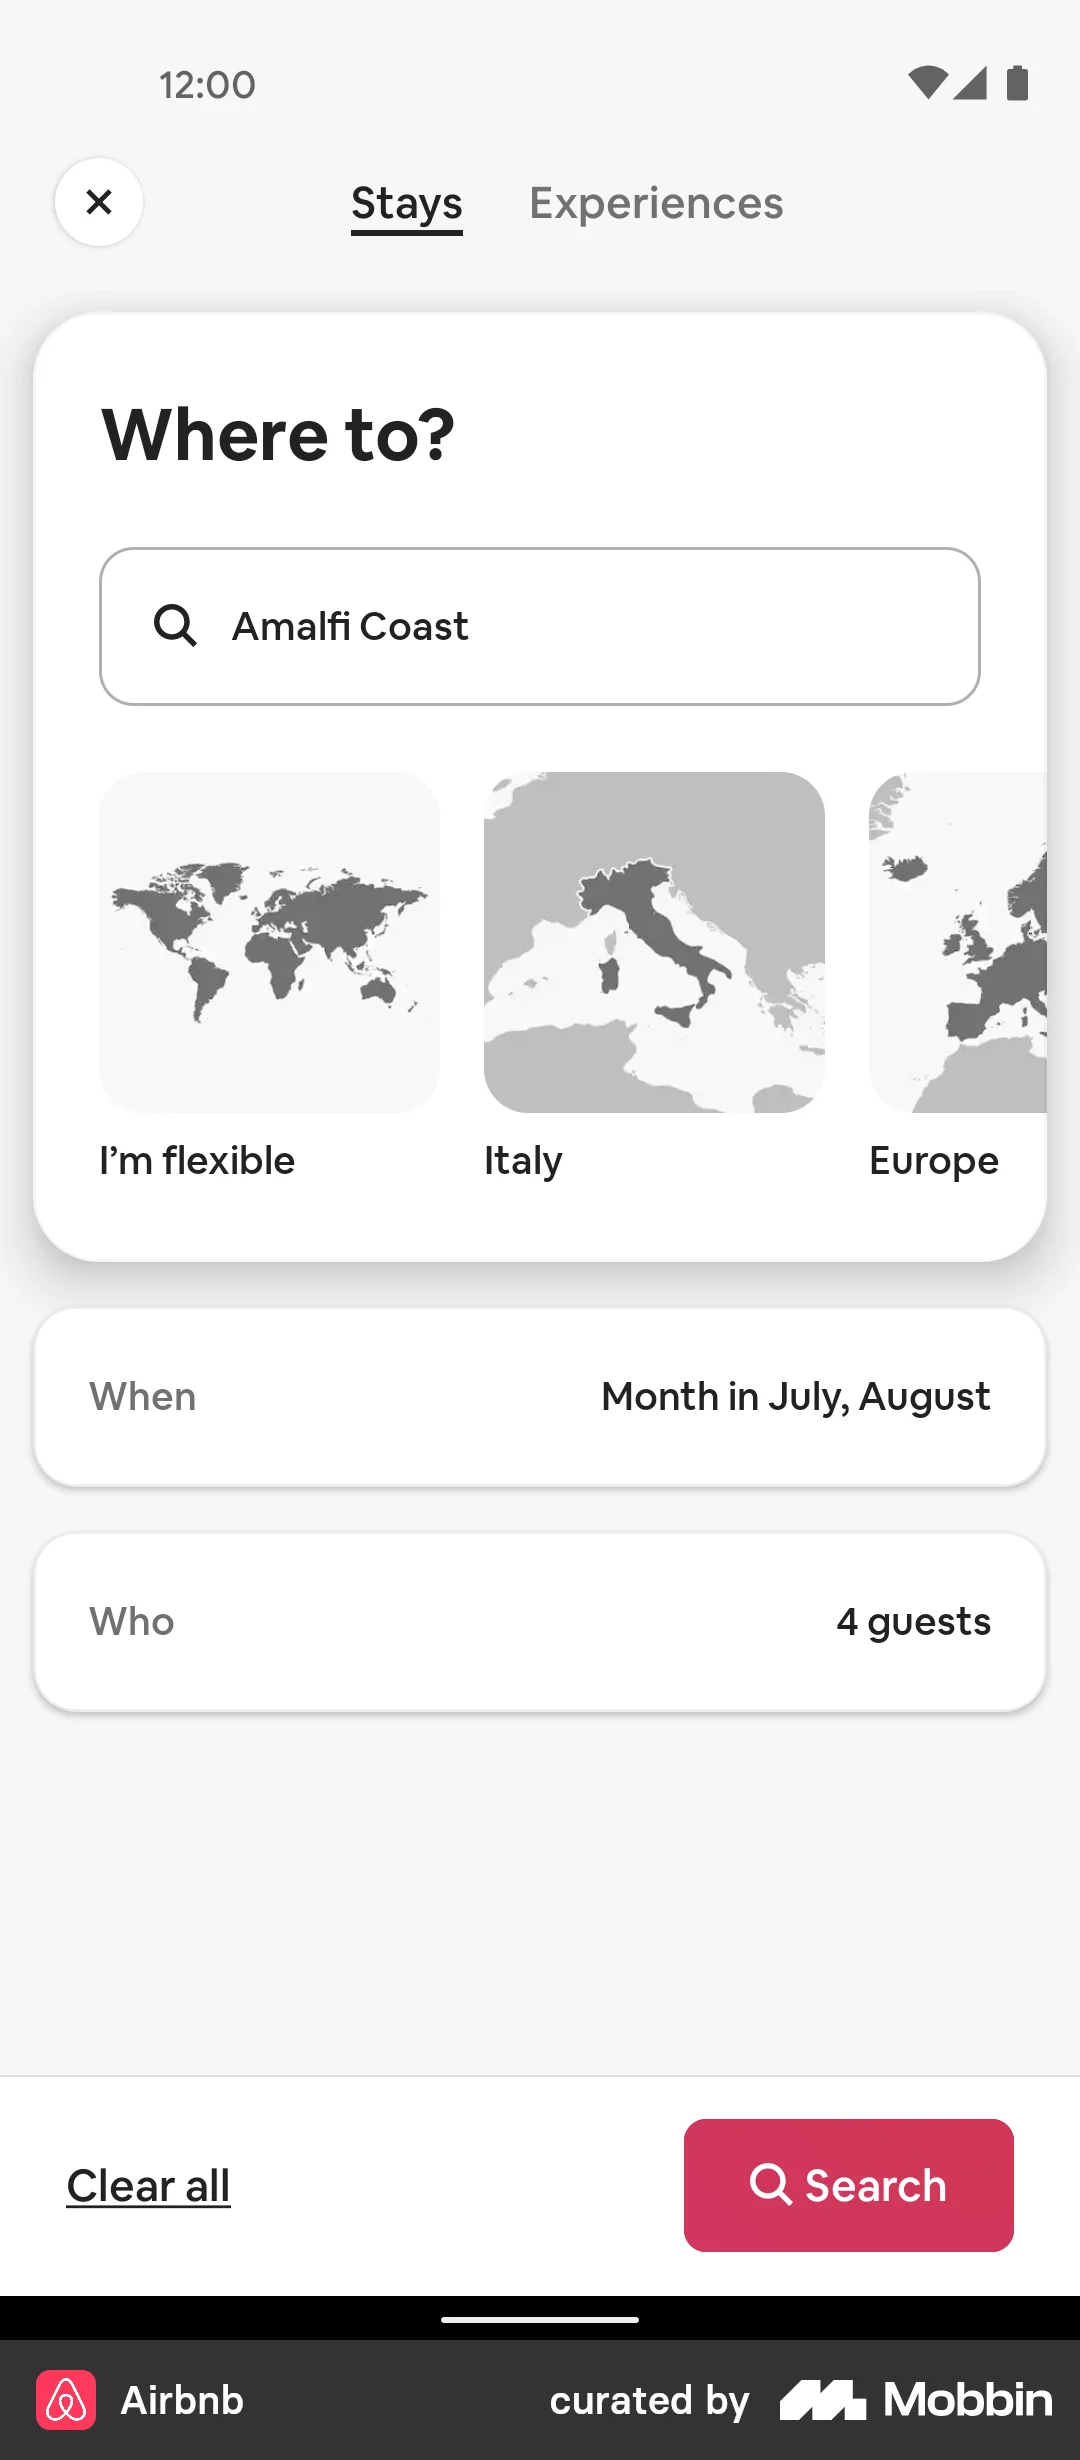 12:00
Stays Experiences
Where to?
Amalfi Coast
I'm flexible Italy Europe
When Month in July, August
Who 4 guests
Clear all Search
Airbnb curated by Mobbin